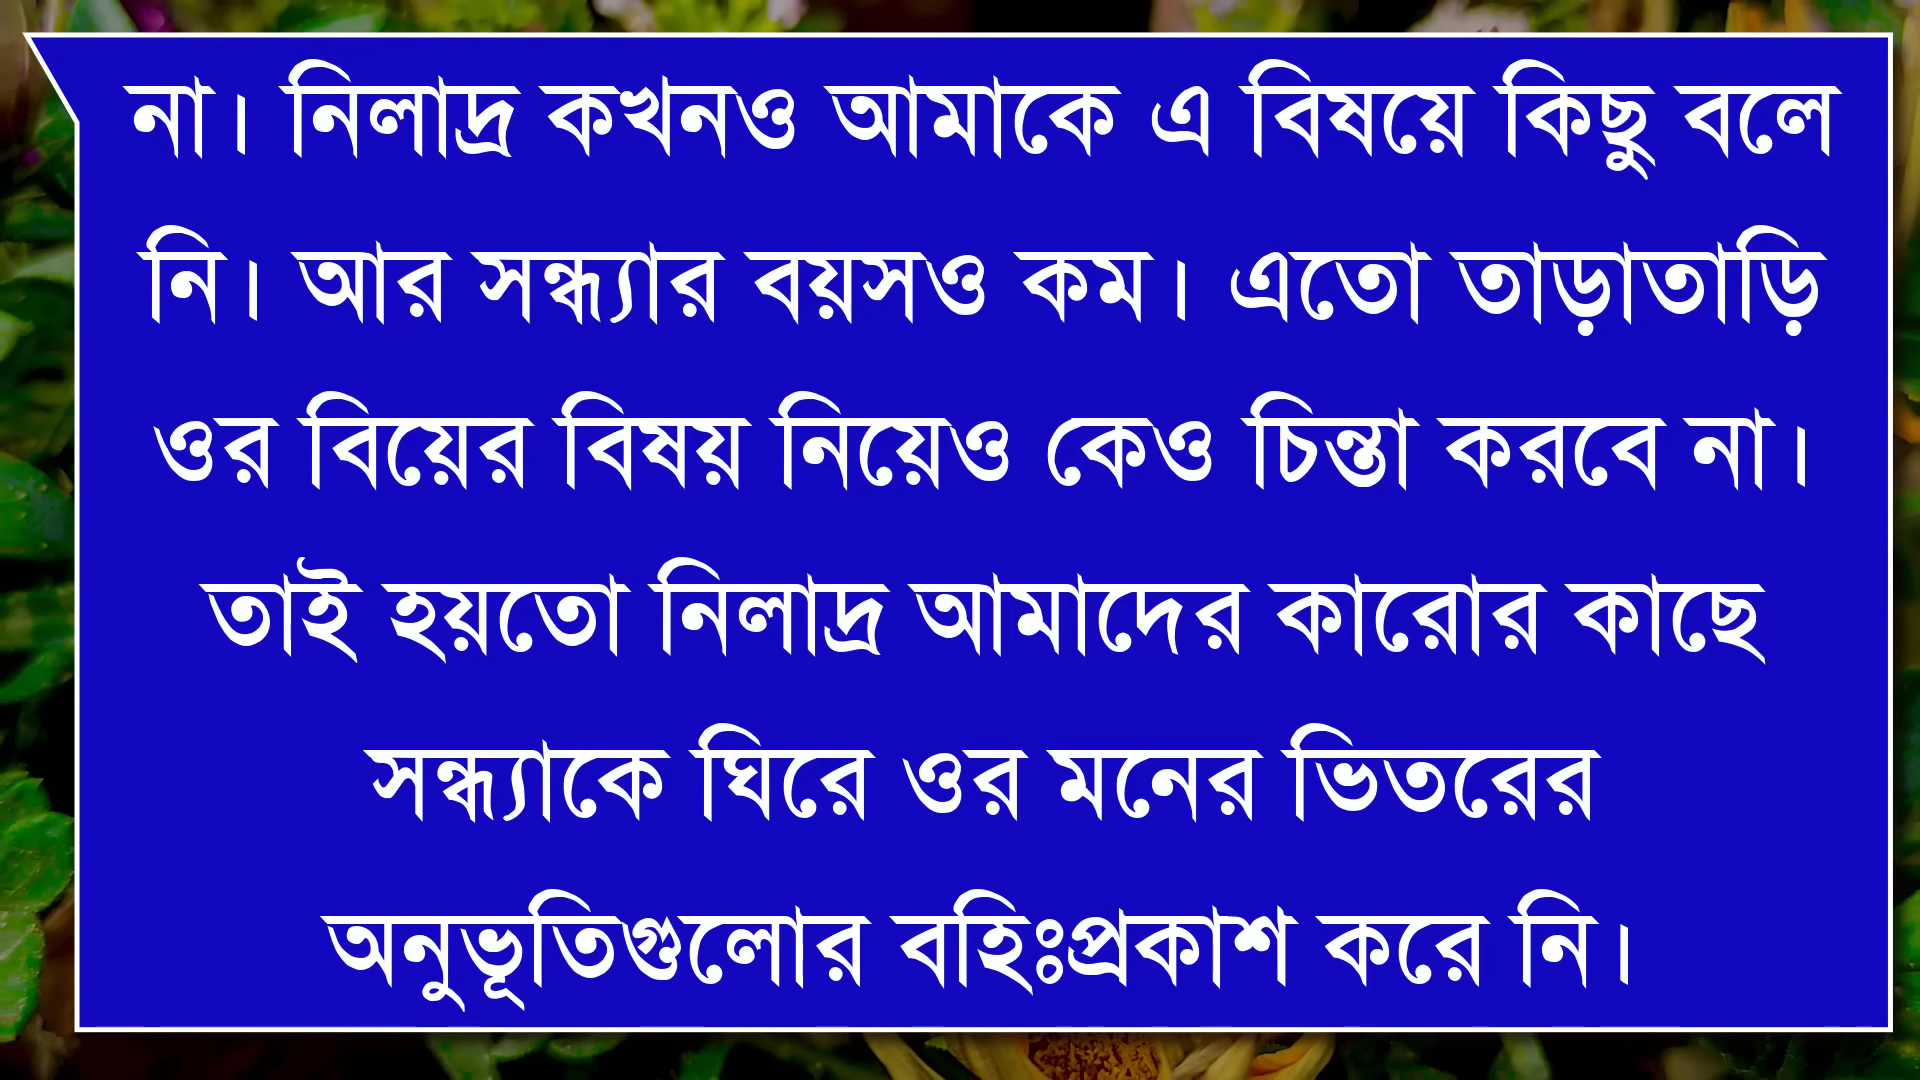 না। নিলাদ্র কখনও আমাকে এ বিষয়ে কিছু বলে
নি। আর সন্ধ্যার বয়সও কম। এতো তাড়াতাড়ি
ওর বিয়ের বিষয় নিয়েও কেও চিন্তা করবে না।
তাই হয়তো নিলাদ্র আমাদের কারোর কাছে
সন্ধ্যাকে ঘিরে ওর মনের ভিতরের
অনুভূতিগুলোর বহিঃপ্রকাশ করে নি।